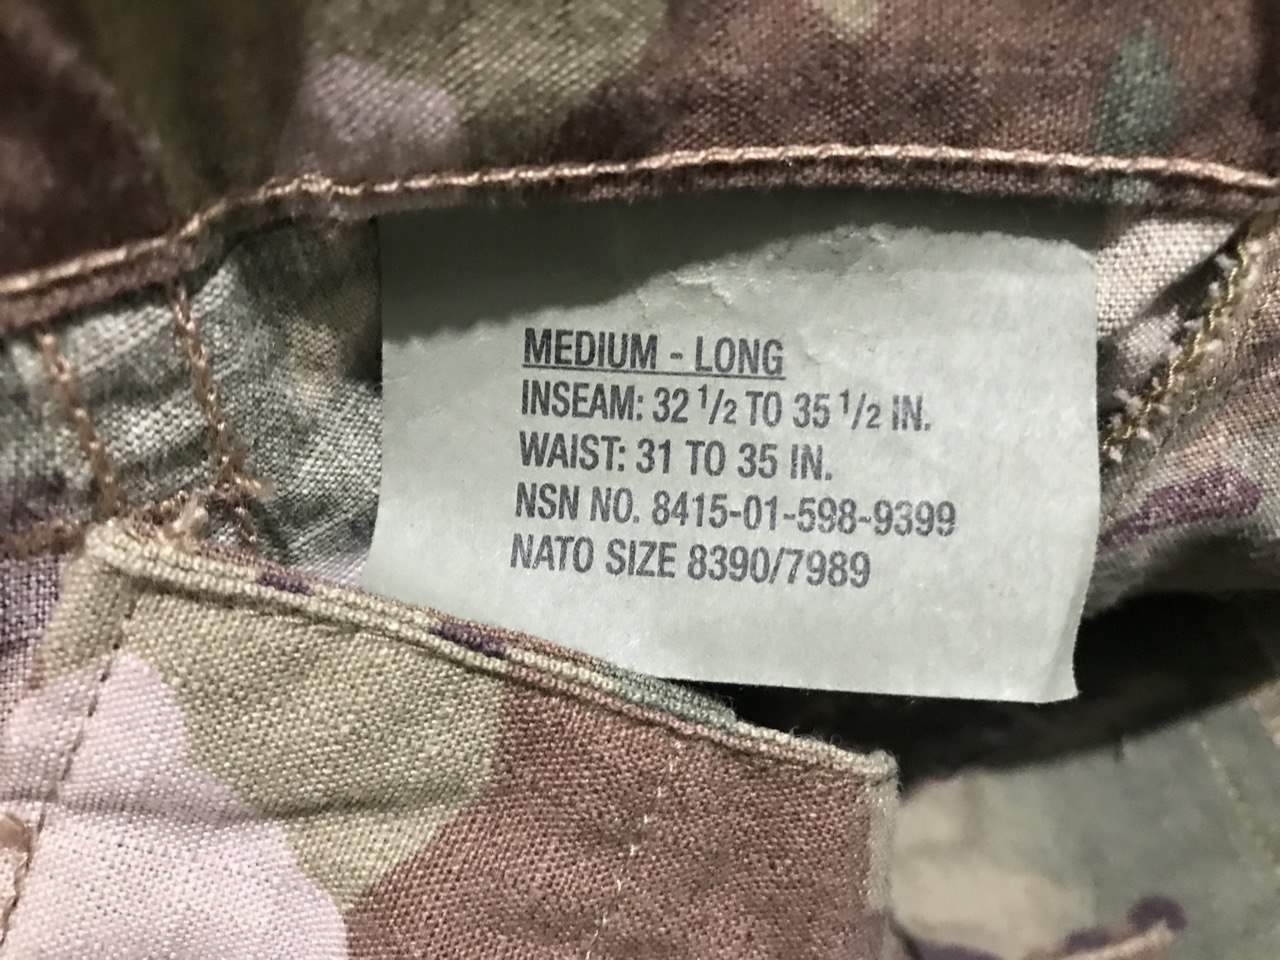 MEDIUM - LONG
INSEAM: 32 1/2 TO 35 1/2 IN.
WAIST: 31 TO 35 IN.
NSN NO. 8415-01-598-9399
NATO SIZE 8390/7989